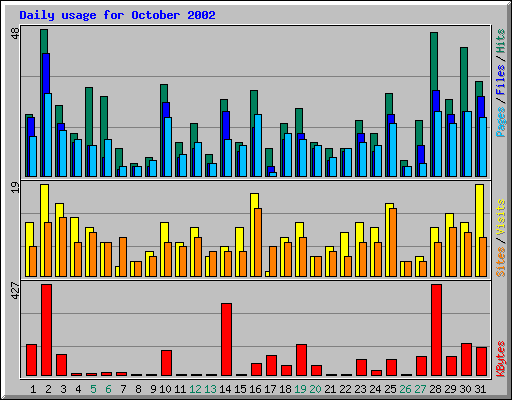 Daily usage for October 2002
48
Pages / Files / Hits
19
Sites / Visits
427
KBytes
1 2 3 4 5 6 7 8 9 10 11 12 13 14 15 16 17 18 19 20 21 22 23 24 25 26 27 28 29 30 31